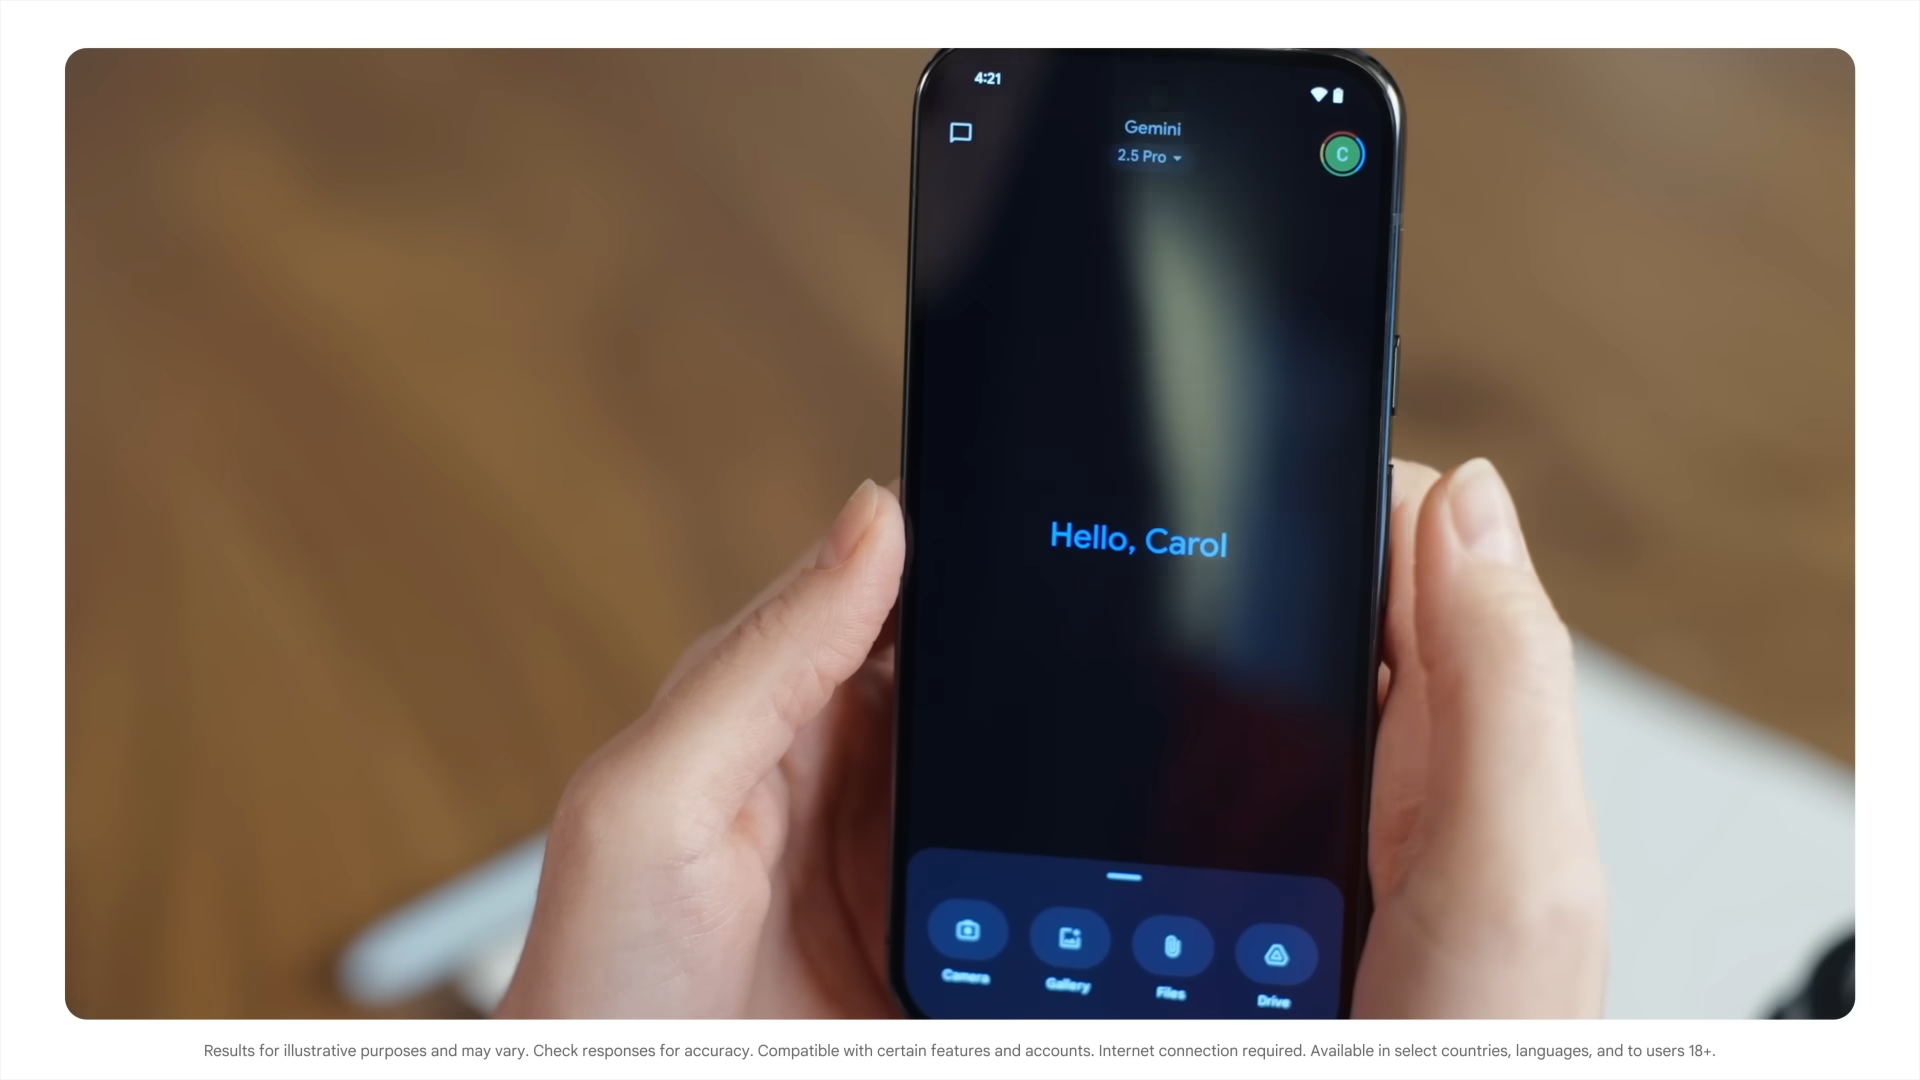 4:21
Gemini
2.5 Pro
C
Hello, Carol
Camera
Gallery
Files
Drive
Results for illustrative purposes and may vary. Check responses for accuracy. Compatible with certain features and accounts. Internet connection required. Available in select countries, languages, and to users 18+.